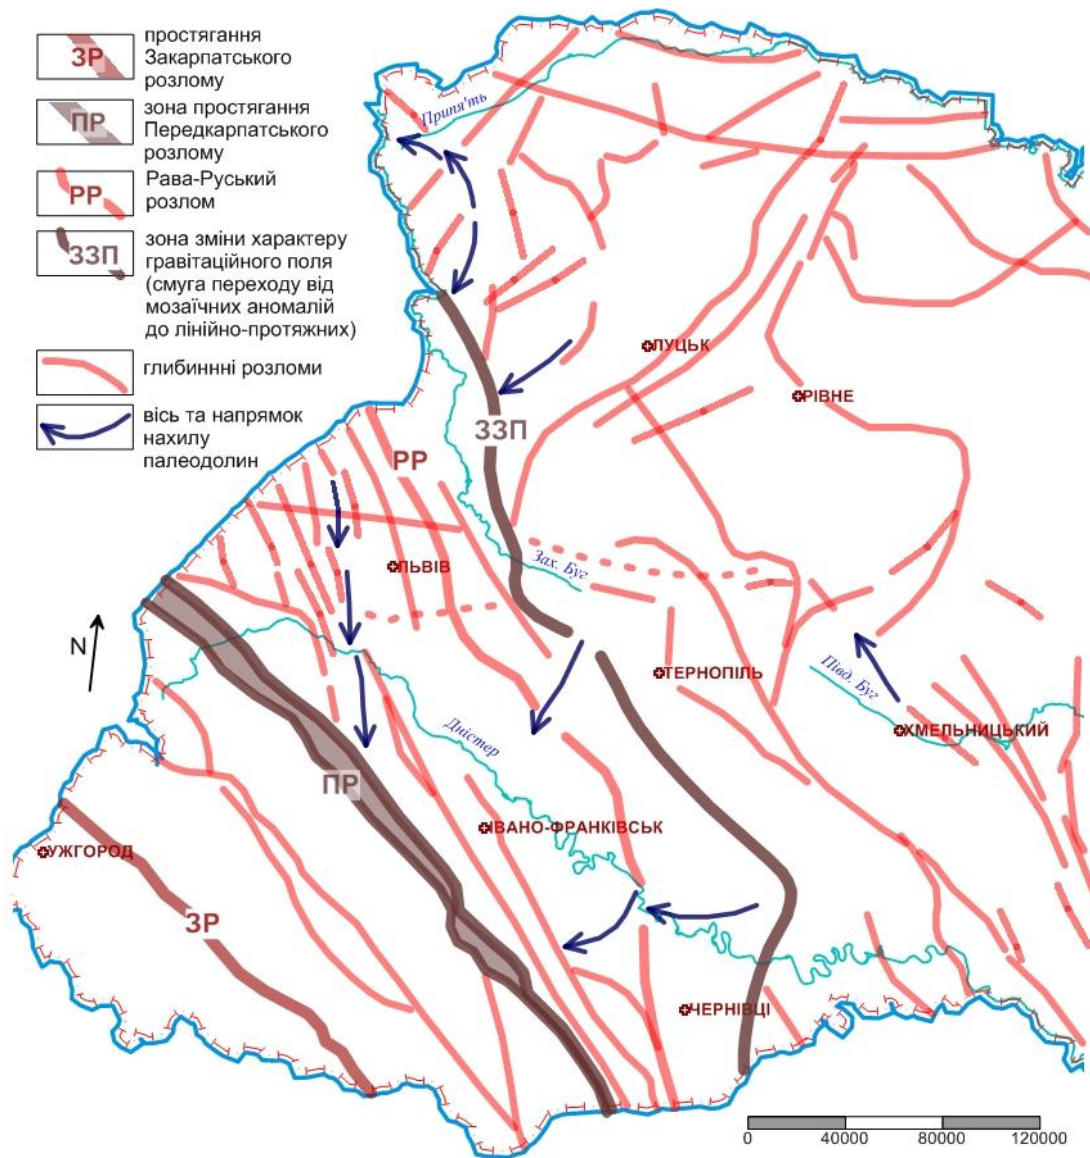 ЗР
простягання
Закарпатського
розлому
ПР
зона простягання
Передкарпатського
розлому
РР
Рава-Руський
розлом
ЗЗП
зона зміни характеру
гравітаційного поля
(смуга переходу від
мозаїчних аномалій
до лінійно-протяжних)
глибиннні розломи
вісь та напрямок
нахилу
палеодолин
Прип'ять
ЛУЦЬК
РІВНЕ
ЗЗП
РР
ЛЬВІВ
Зах. Буг
N
ТЕРНОПІЛЬ
Півд. Буг
ХМЕЛЬНИЦЬКИЙ
Дністер
ПР
ІВАНО-ФРАНКІВСЬК
УЖГОРОД
ЗР
ЧЕРНІВЦІ
0 40000 80000 120000